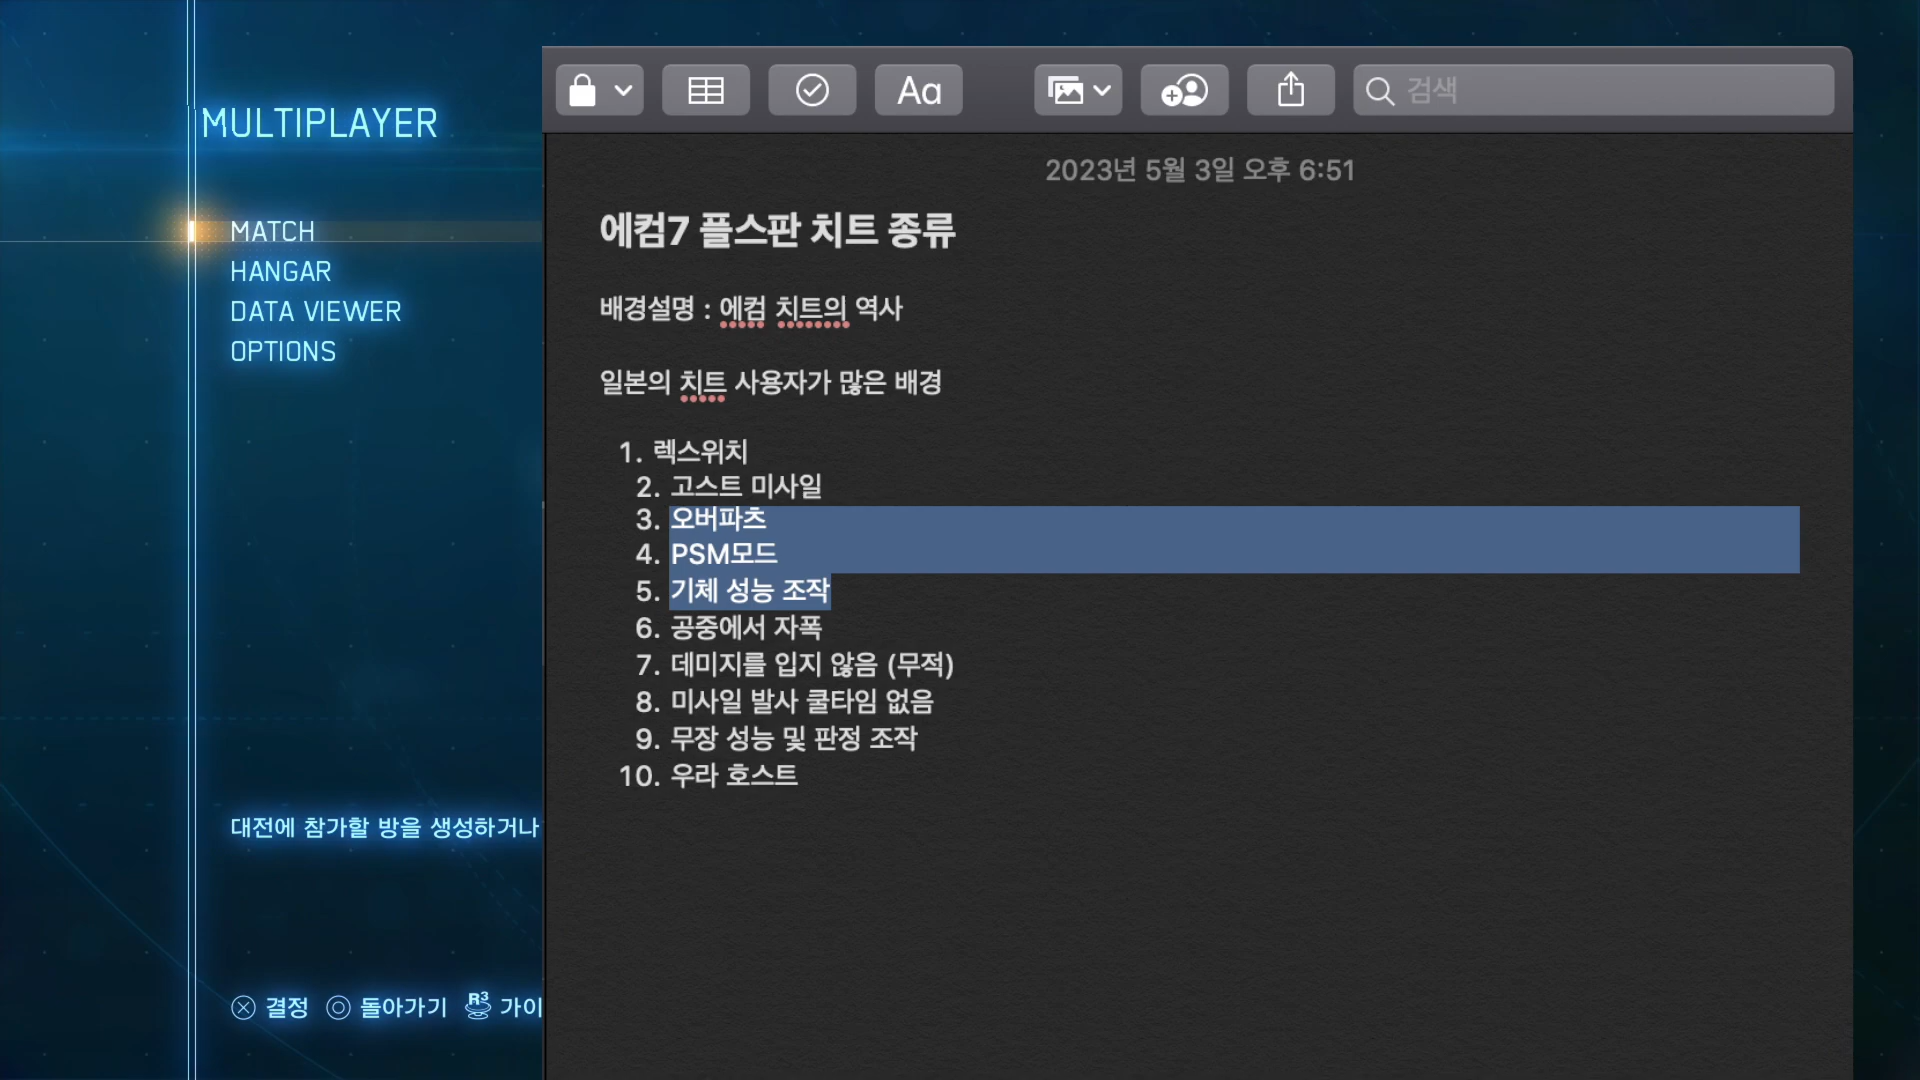 MULTIPLAYER
MATCH
HANGAR
DATA VIEWER
OPTIONS
대전에 참가할 방을 생성하거나
결정 돌아가기 R3 가이
Aa
검색
2023년 5월 3일 오후 6:51
에컴7 플스판 치트 종류
배경설명 : 에컴 치트의 역사
일본의 치트 사용자가 많은 배경
1. 렉스위치
2. 고스트 미사일
3. 오버파츠
4. PSM모드
5. 기체 성능 조작
6. 공중에서 자폭
7. 데미지를 입지 않음 (무적)
8. 미사일 발사 쿨타임 없음
9. 무장 성능 및 판정 조작
10. 우라 호스트